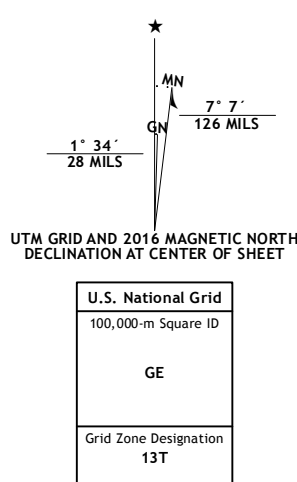 ★
MN
GN
7° 7´
126 MILS
1° 34´
28 MILS
UTM GRID AND 2016 MAGNETIC NORTH
DECLINATION AT CENTER OF SHEET
U.S. National Grid
100,000-m Square ID
GE
Grid Zone Designation
13T